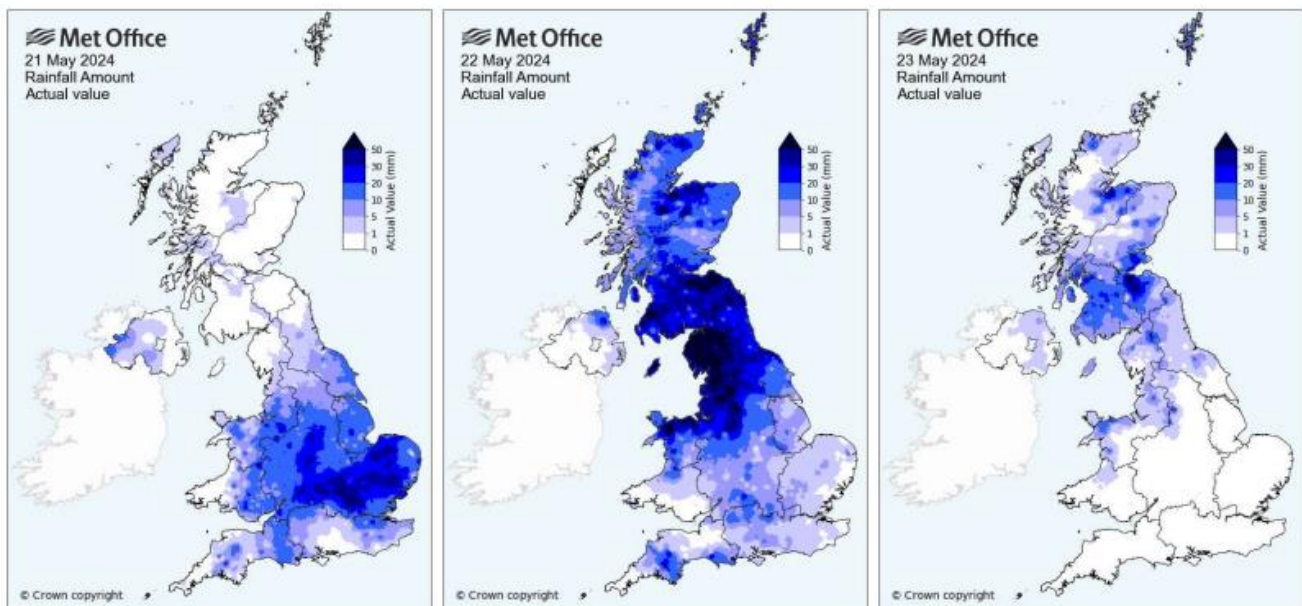 Met Office
21 May 2024
Rainfall Amount
Actual value
50
30
20
10
5
1
0
Actual Value (mm)
© Crown copyright
Met Office
22 May 2024
Rainfall Amount
Actual value
50
30
20
10
5
1
0
Actual Value (mm)
© Crown copyright
Met Office
23 May 2024
Rainfall Amount
Actual value
50
30
20
10
5
1
0
Actual Value (mm)
© Crown copyright